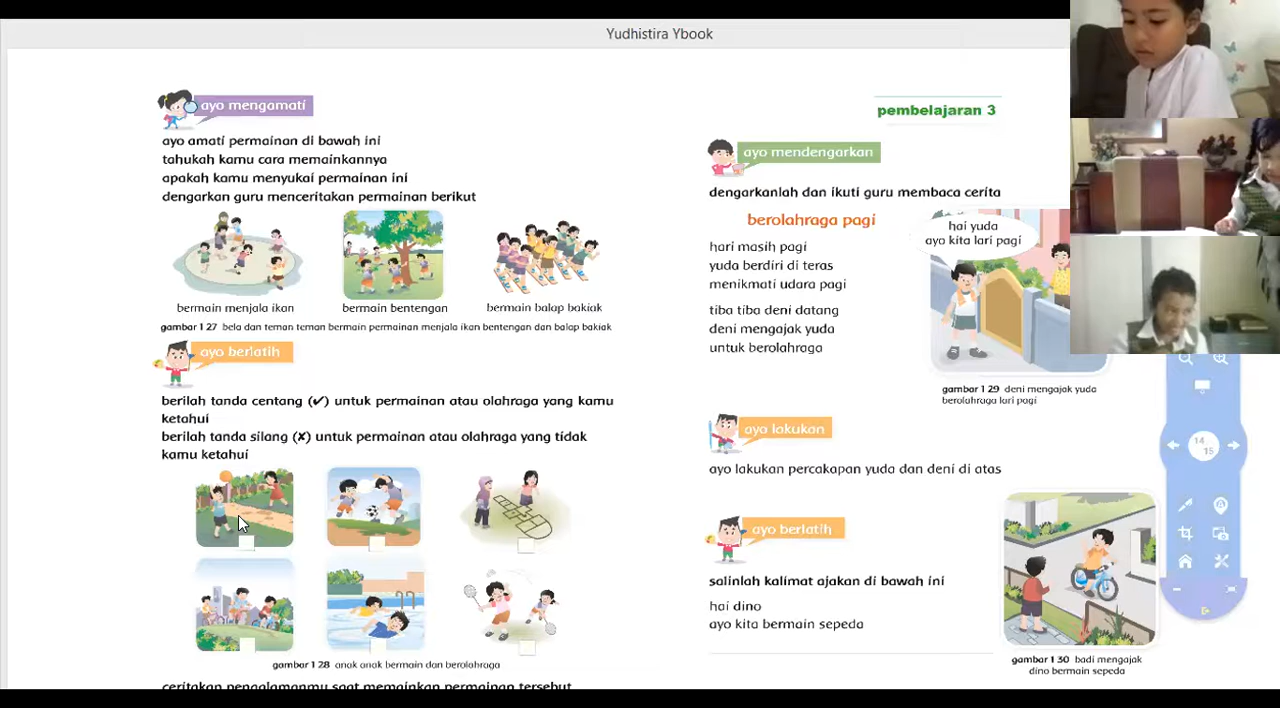 Yudhistira Ybook
ayo mengamati
ayo amati permainan di bawah ini
tahukah kamu cara memainkannya
apakah kamu menyukai permainan ini
dengarkan guru menceritakan permainan berikut
bermain menjala ikan
bermain bentengan
bermain balap bakiak
gambar 1 27 bela dan teman teman bermain permainan menjala ikan bentengan dan balap bakiak
ayo berlatih
berilah tanda centang (✔) untuk permainan atau olahraga yang kamu
ketahui
berilah tanda silang (✘) untuk permainan atau olahraga yang tidak
kamu ketahui
gambar 1 28 anak anak bermain dan berolahraga
ceritakan pengalamanmu saat memainkan permainan tersebut
pembelajaran 3
ayo mendengarkan
dengarkanlah dan ikuti guru membaca cerita
berolahraga pagi
hari masih pagi
yuda berdiri di teras
menikmati udara pagi
tiba tiba deni datang
deni mengajak yuda
untuk berolahraga
hai yuda
ayo kita lari pagi
gambar 1 29 deni mengajak yuda
berolahraga lari pagi
ayo lakukan
ayo lakukan percakapan yuda dan deni di atas
ayo berlatih
salinlah kalimat ajakan di bawah ini
hai dino
ayo kita bermain sepeda
gambar 1 30 badi mengajak
dino bermain sepeda
14
15